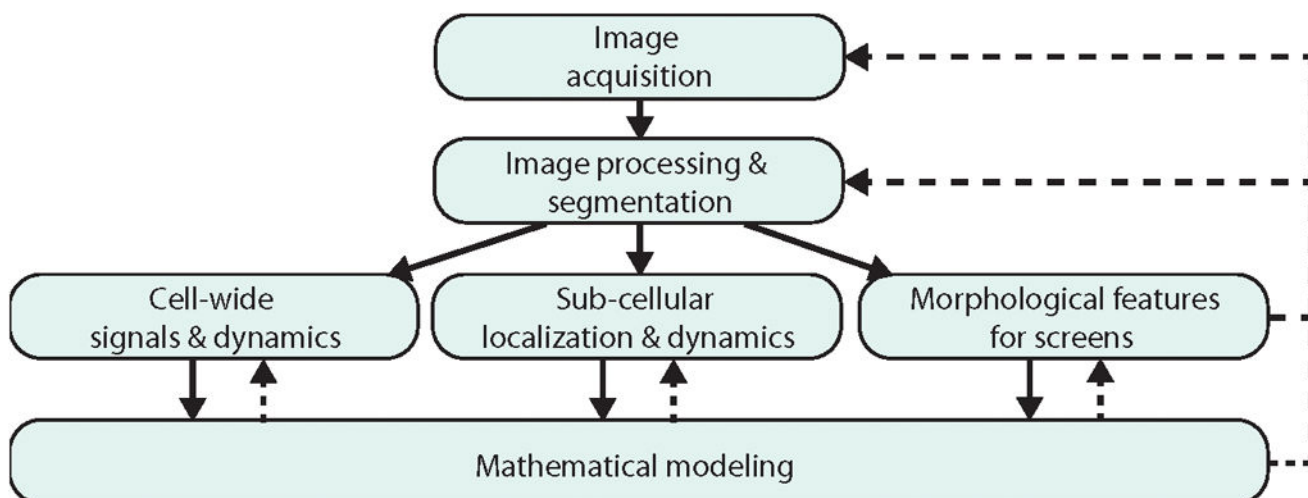 Image
acquisition
Image processing &
segmentation
Cell-wide
signals & dynamics
Sub-cellular
localization & dynamics
Morphological features
for screens
Mathematical modeling